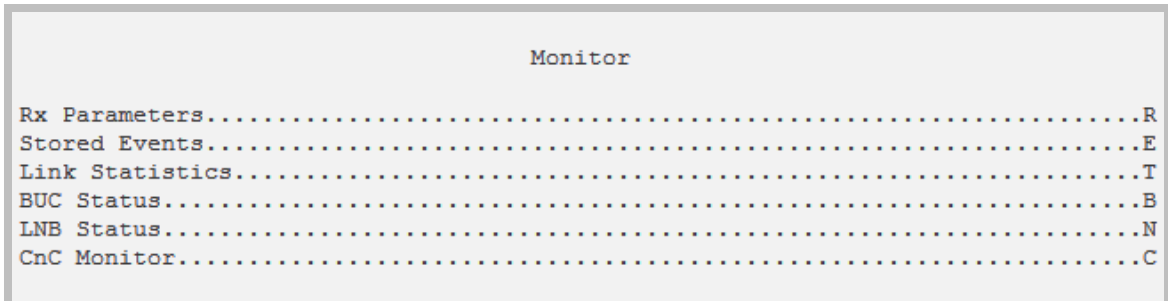 Monitor
Rx Parameters.................................................................R
Stored Events.................................................................E
Link Statistics...............................................................T
BUC Status....................................................................B
LNB Status....................................................................N
CnC Monitor...................................................................C